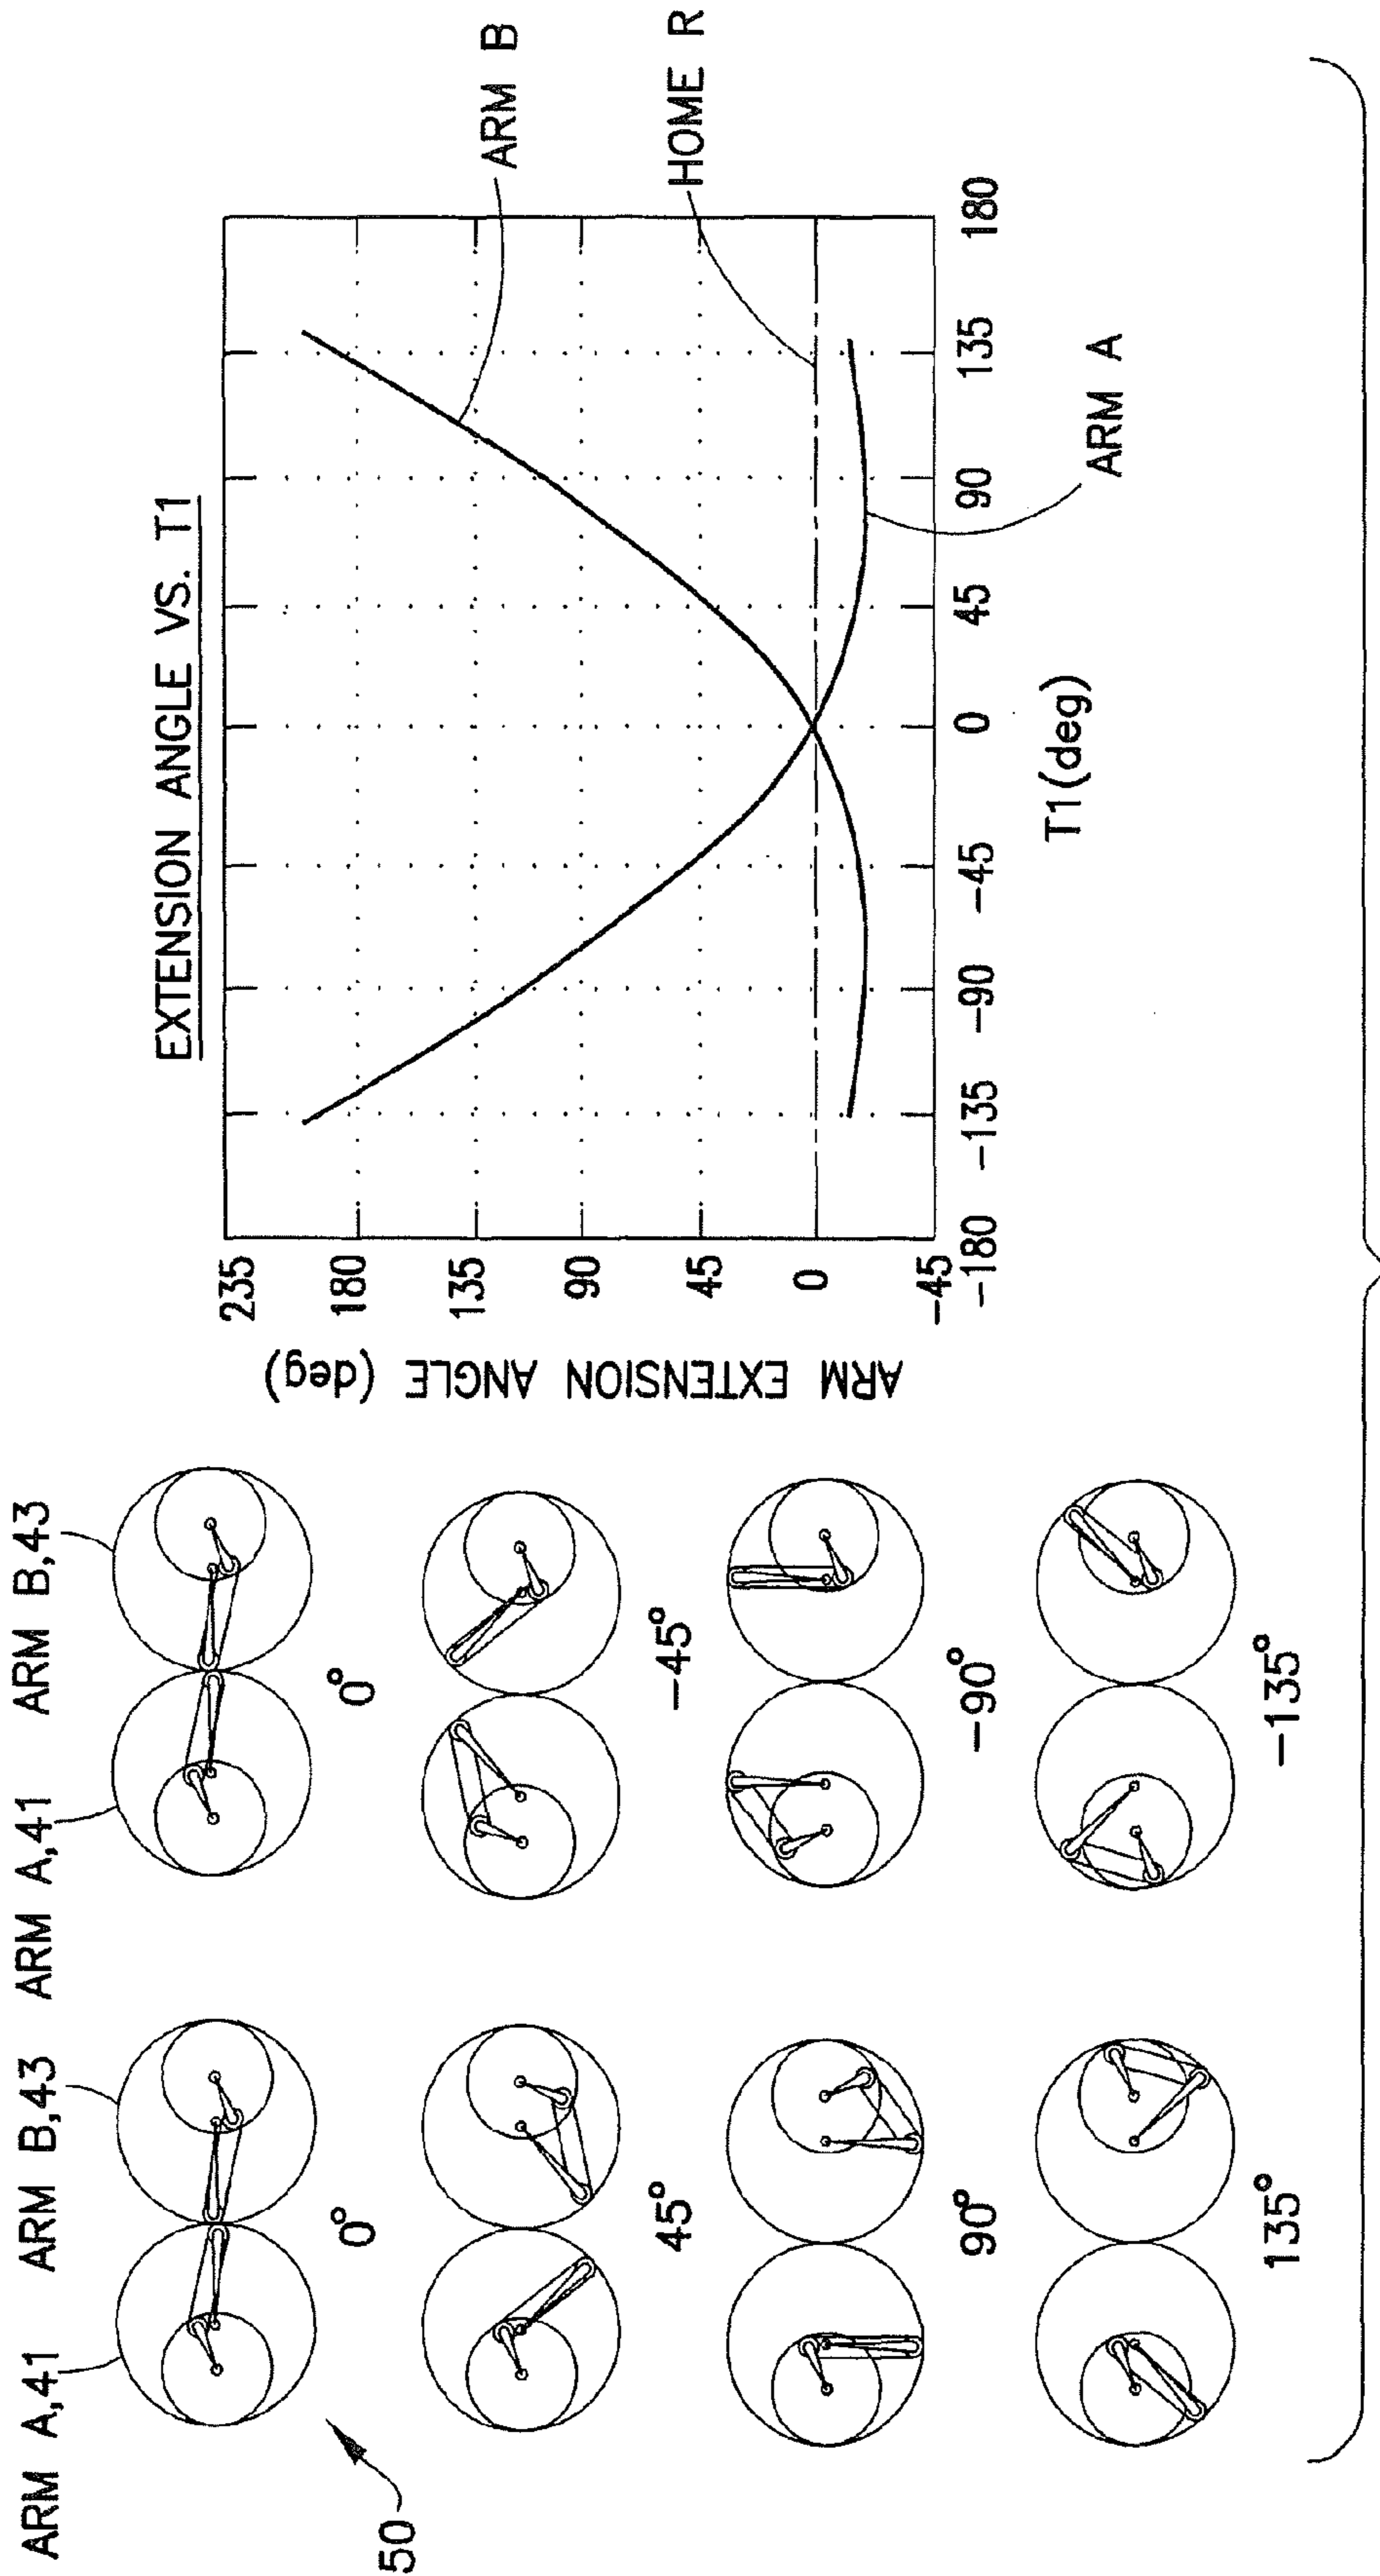 ARM A,41 ARM B,43 ARM A,41 ARM B,43
50
0°
0°
45°
-45°
90°
-90°
135°
-135°
EXTENSION ANGLE VS. T1
ARM EXTENSION ANGLE (deg)
235
180
135
90
45
0
-45
-180 -135 -90 -45 0 45 90 135 180
T1(deg)
ARM B
HOME R
ARM A